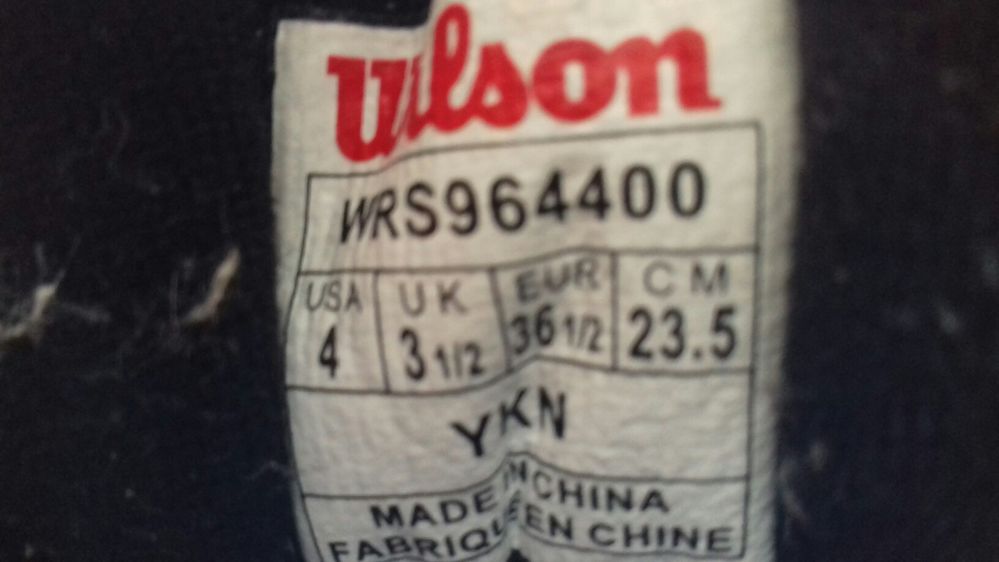 Wilson
WRS964400
USA UK EUR CM
4 3 1/2 36 1/2 23.5
YKN
MADE IN CHINA
FABRIQUE EN CHINE